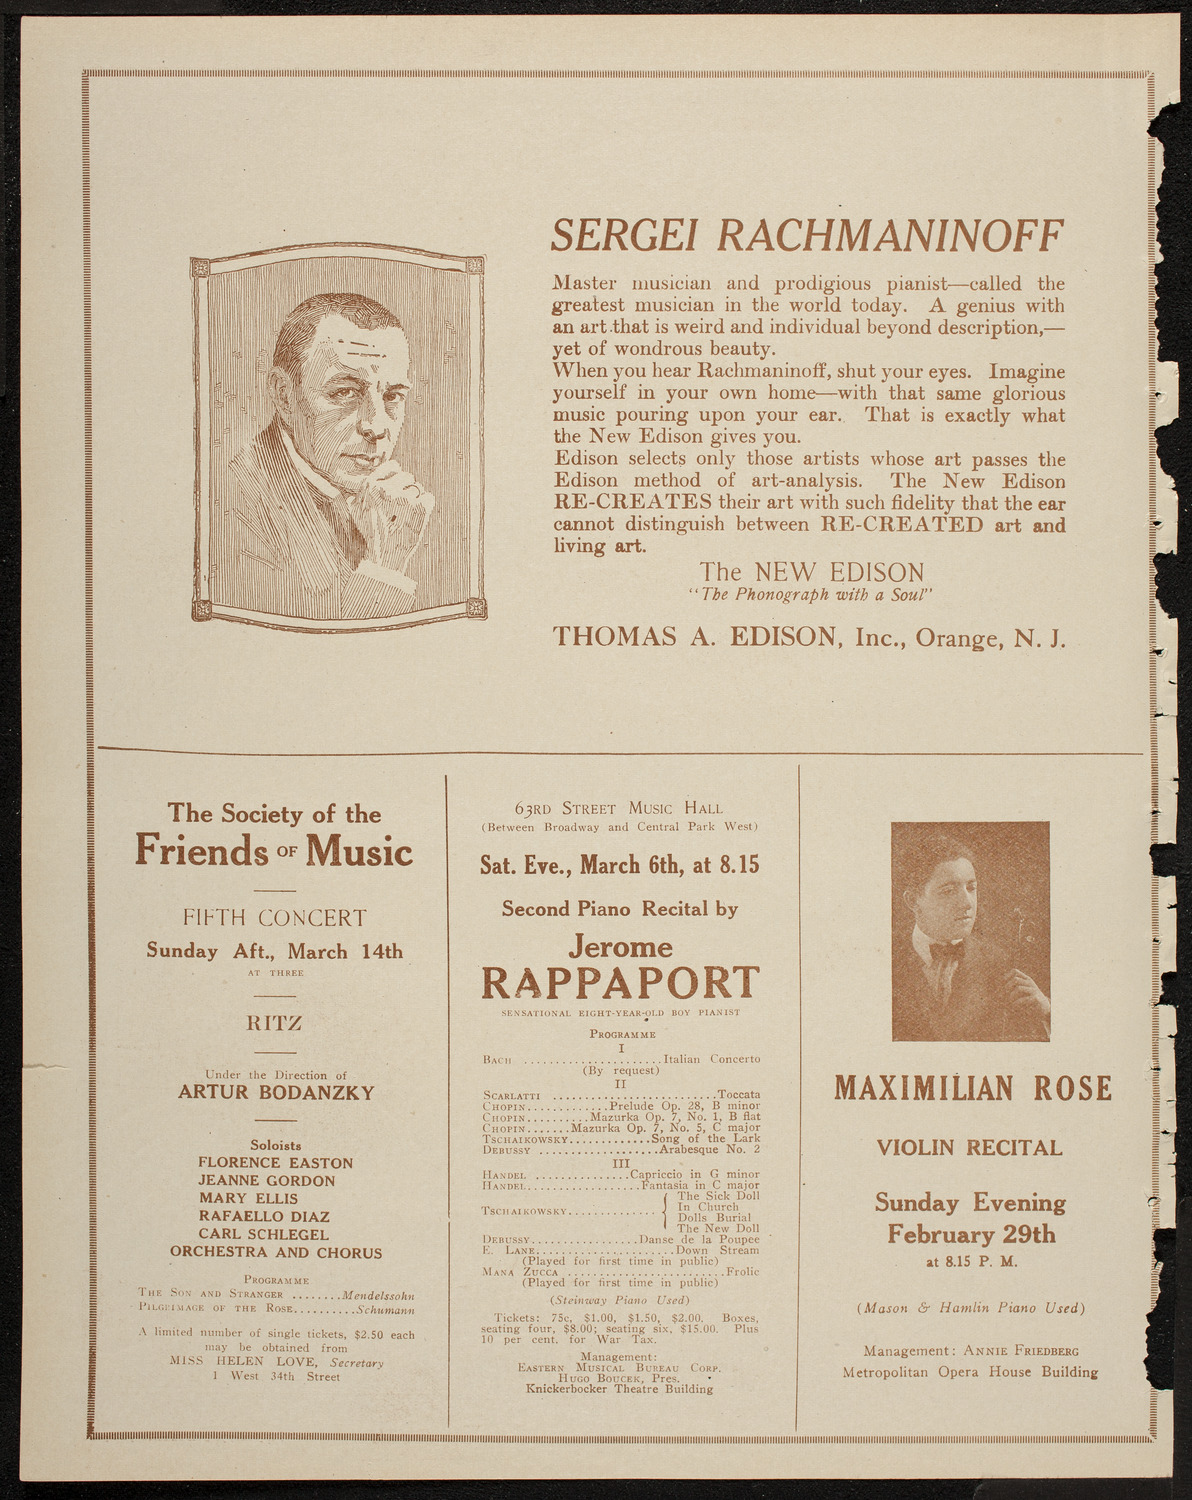 SERGEI RACHMANINOFF
Master musician and prodigious pianist—called the
greatest musician in the world today. A genius with
an art that is weird and individual beyond description,—
yet of wondrous beauty.
When you hear Rachmaninoff, shut your eyes. Imagine
yourself in your own home—with that same glorious
music pouring upon your ear. That is exactly what
the New Edison gives you.
Edison selects only those artists whose art passes the
Edison method of art-analysis. The New Edison
RE-CREATES their art with such fidelity that the ear
cannot distinguish between RE-CREATED art and
living art.
The NEW EDISON
"The Phonograph with a Soul"
THOMAS A. EDISON, Inc., Orange, N. J.
The Society of the
Friends OF Music
FIFTH CONCERT
Sunday Aft., March 14th
AT THREE
RITZ
Under the Direction of
ARTUR BODANZKY
Soloists
FLORENCE EASTON
JEANNE GORDON
MARY ELLIS
RAFAELLO DIAZ
CARL SCHLEGEL
ORCHESTRA AND CHORUS
PROGRAMME
THE SON AND STRANGER ........Mendelssohn
PILGRIMAGE OF THE ROSE..........Schumann
A limited number of single tickets, $2.50 each
may be obtained from
MISS HELEN LOVE, Secretary
1 West 34th Street
63RD STREET MUSIC HALL
(Between Broadway and Central Park West)
Sat. Eve., March 6th, at 8.15
Second Piano Recital by
Jerome
RAPPAPORT
SENSATIONAL EIGHT-YEAR-OLD BOY PIANIST
PROGRAMME
I
BACH ......................Italian Concerto
(By request)
II
SCARLATTI ..........................Toccata
CHOPIN.............Prelude Op. 28, B minor
CHOPIN..........Mazurka Op. 7, No. 1, B flat
CHOPIN.......Mazurka Op. 7, No. 5, C major
TSCHAIKOWSKY.............Song of the Lark
DEBUSSY ...................Arabesque No. 2
III
HANDEL ...............Capriccio in G minor
HANDEL..................Fantasia in C major
TSCHAIKOWSKY.............. { The Sick Doll
In Church
Dolls Burial
The New Doll
DEBUSSY.................Danse de la Poupee
E. LANE......................Down Stream
(Played for first time in public)
MANA ZUCCA .........................Frolic
(Played for first time in public)
(Steinway Piano Used)
Tickets: 75c, $1.00, $1.50, $2.00. Boxes,
seating four, $8.00; seating six, $15.00. Plus
10 per cent. for War Tax.
Management:
EASTERN MUSICAL BUREAU CORP.
HUGO BOUCEK, Pres.
Knickerbocker Theatre Building
MAXIMILIAN ROSE
VIOLIN RECITAL
Sunday Evening
February 29th
at 8.15 P. M.
(Mason & Hamlin Piano Used)
Management: ANNIE FRIEDBERG
Metropolitan Opera House Building